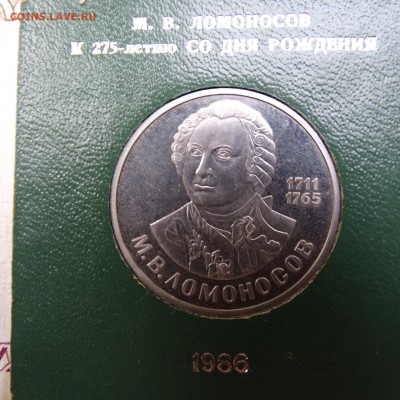 coins.lave.ru
М. В. ЛОМОНОСОВ
К 275-летию СО ДНЯ РОЖДЕНИЯ
1711
1765
М.В.ЛОМОНОСОВ
1986